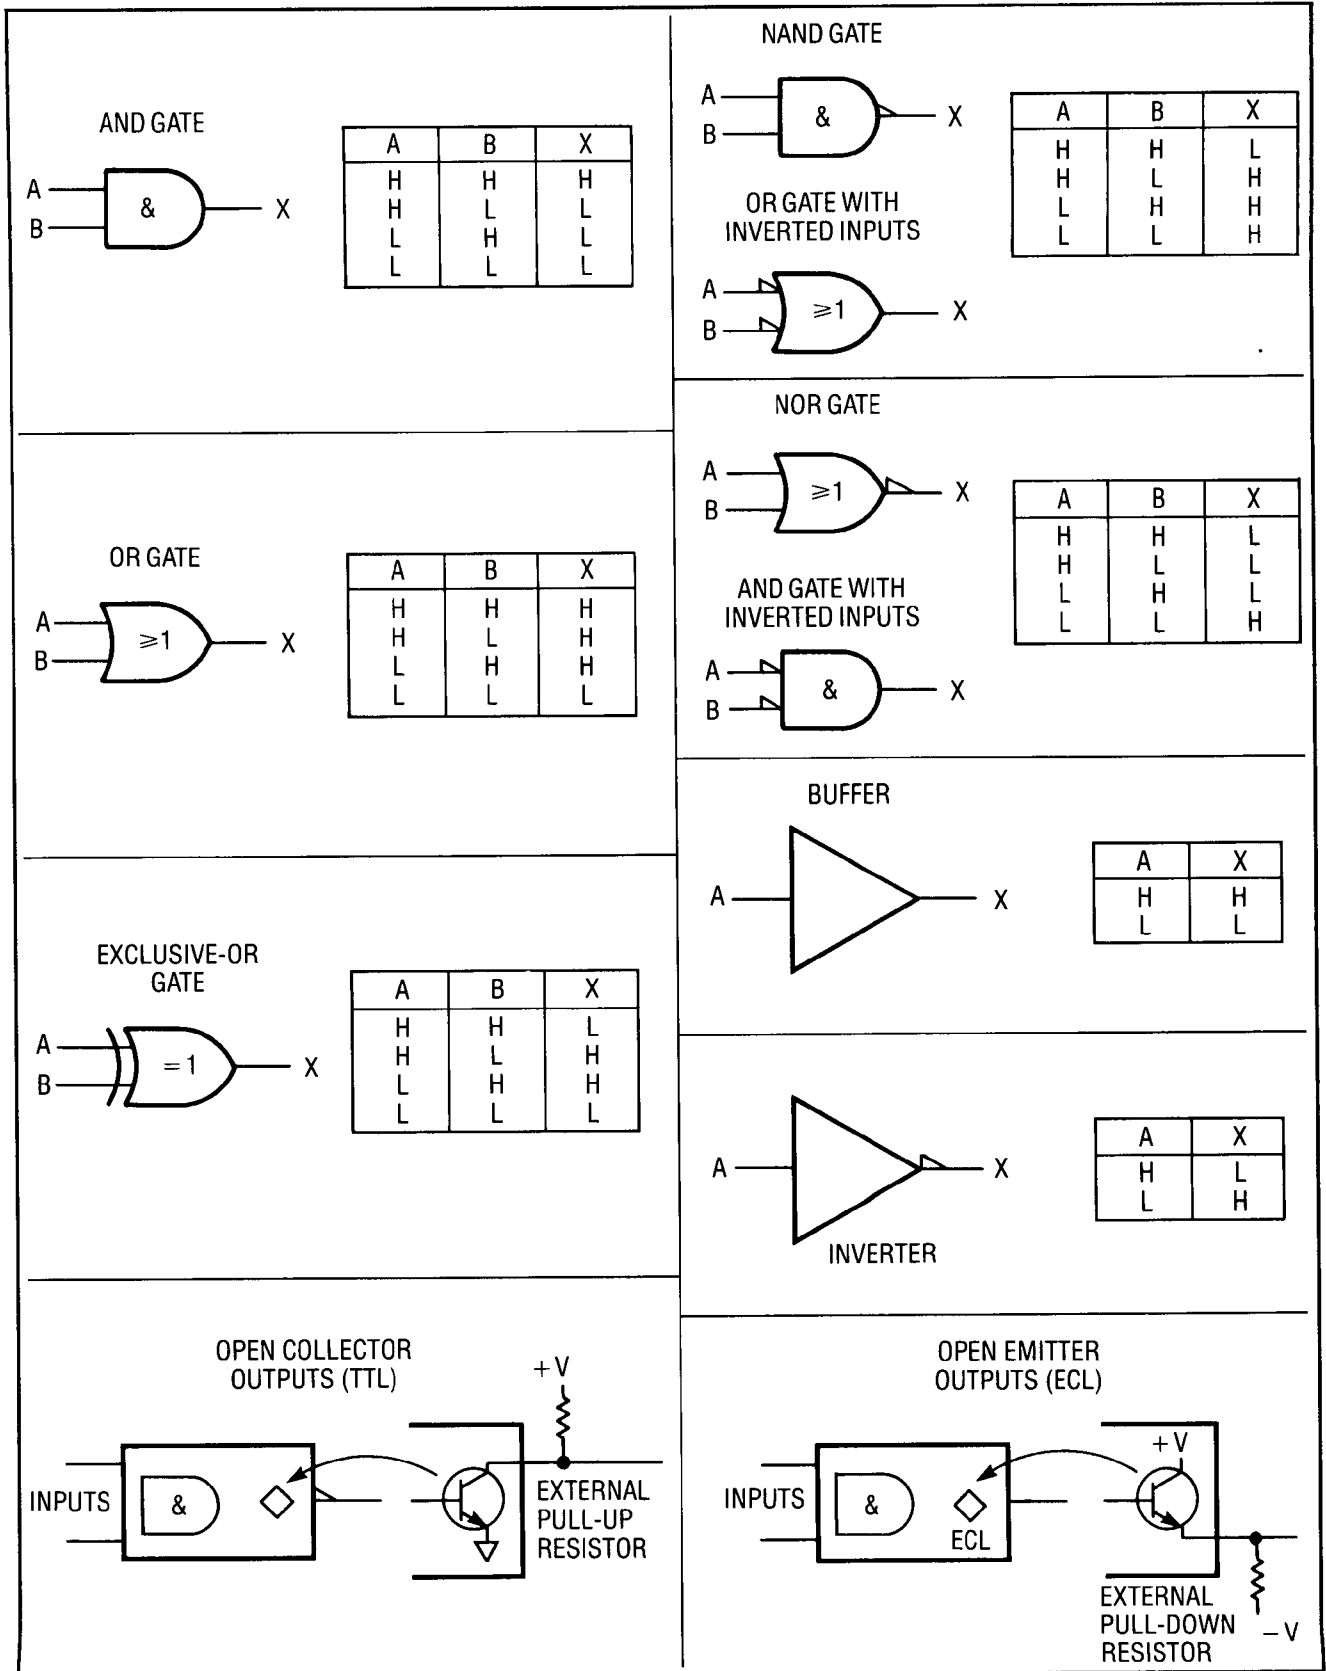 AND GATE
A
B
&
X
A B X
H H H
H L L
L H L
L L L
OR GATE
A
B
≥1
X
A B X
H H H
H L H
L H H
L L L
EXCLUSIVE-OR
GATE
A
B
=1
X
A B X
H H L
H L H
L H H
L L L
OPEN COLLECTOR
OUTPUTS (TTL)
+V
INPUTS
&
EXTERNAL
PULL-UP
RESISTOR
NAND GATE
A
B
&
X
A B X
H H L
H L H
L H H
L L H
OR GATE WITH
INVERTED INPUTS
A
B
≥1
X
NOR GATE
A
B
≥1
X
A B X
H H L
H L L
L H L
L L H
AND GATE WITH
INVERTED INPUTS
A
B
&
X
BUFFER
A
X
A X
H H
L L
A
X
A X
H L
L H
INVERTER
OPEN EMITTER
OUTPUTS (ECL)
+V
INPUTS
&
ECL
EXTERNAL
PULL-DOWN
RESISTOR
−V